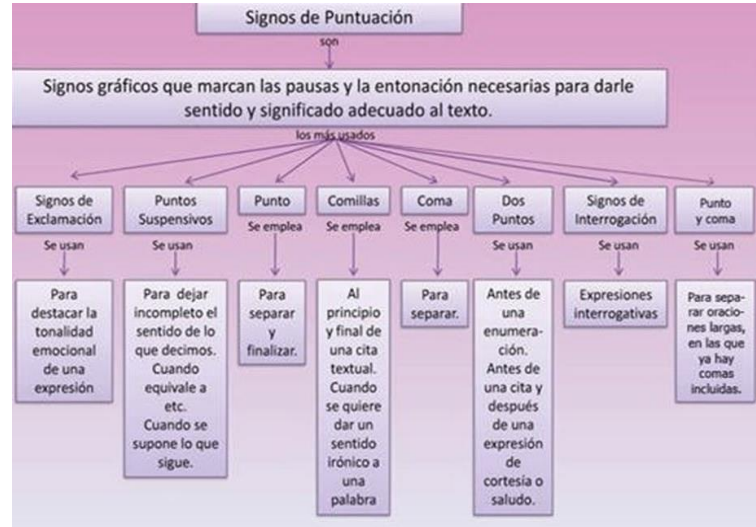 Signos de Puntuación
son
Signos gráficos que marcan las pausas y la entonación necesarias para darle
sentido y significado adecuado al texto.
los más usados
Signos de
Exclamación
Se usan
Para
destacar la
tonalidad
emocional
de una
expresión
Puntos
Suspensivos
Se usan
Para dejar
incompleto el
sentido de lo
que decimos.
Cuando
equivale a
etc.
Cuando se
supone lo que
sigue.
Punto
Se emplea
Para
separar
y
finalizar.
Comillas
Se emplea
Al
principio
y final de
una cita
textual.
Cuando
se quiere
dar un
sentido
irónico a
una
palabra
Coma
Se emplea
Para
separar.
Dos
Puntos
Se usan
Antes de
una
enumera-
ción.
Antes de
una cita y
después
de una
expresión
de
cortesía o
saludo.
Signos de
Interrogación
Se usan
Expresiones
interrogativas
Punto
y coma
Se usan
Para sepa-
rar oracio-
nes largas,
en las que
ya hay
comas
incluidas.